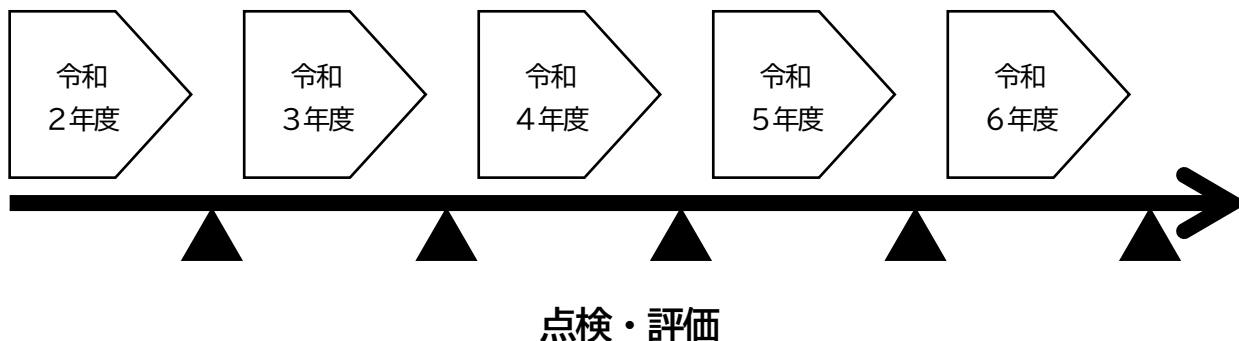 令和
２年度
令和
３年度
令和
４年度
令和
５年度
令和
６年度
点検・評価